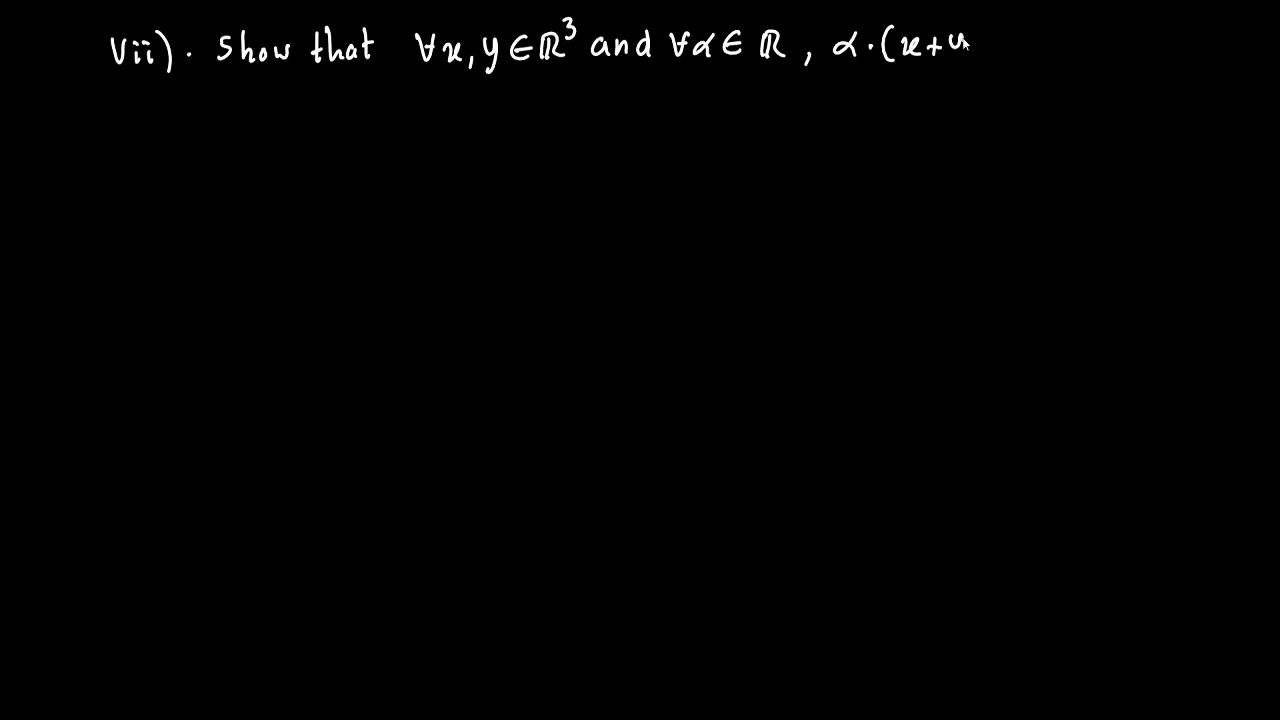 vii). Show that ∀x, y ∈ ℝ³ and ∀α ∈ ℝ , α·(x+